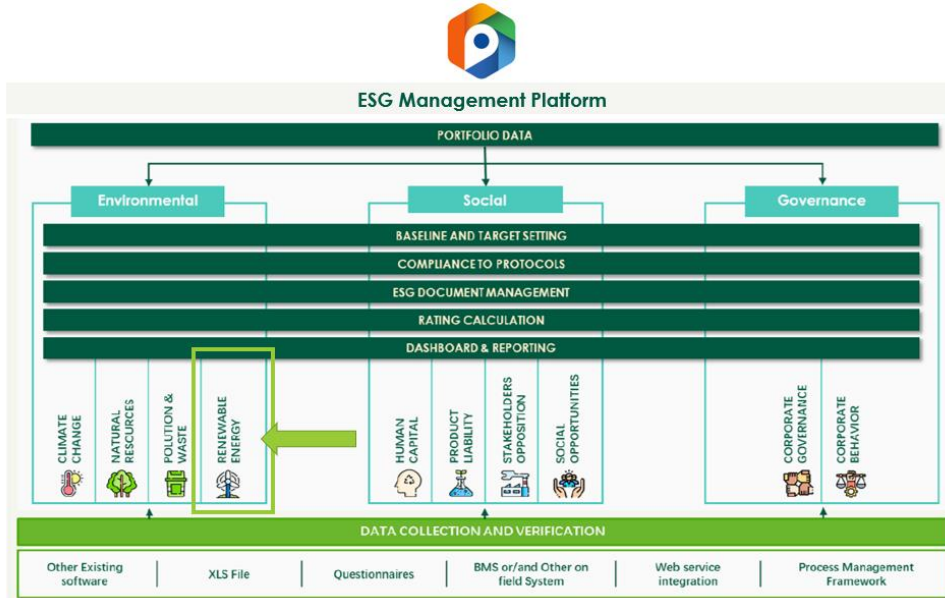 ESG Management Platform
PORTFOLIO DATA
Environmental
Social
Governance
BASELINE AND TARGET SETTING
COMPLIANCE TO PROTOCOLS
ESG DOCUMENT MANAGEMENT
RATING CALCULATION
DASHBOARD & REPORTING
CLIMATE
CHANGE
NATURAL
RESOURCES
POLUTION &
WASTE
RENEWABLE
ENERGY
HUMAN
CAPITAL
PRODUCT
LIABILITY
STAKEHOLDERS
OPPOSITION
SOCIAL
OPPORTUNITIES
CORPORATE
GOVERNANCE
CORPORATE
BEHAVIOR
DATA COLLECTION AND VERIFICATION
Other Existing
software
XLS File
Questionnaires
BMS or/and Other on
field System
Web service
integration
Process Management
Framework